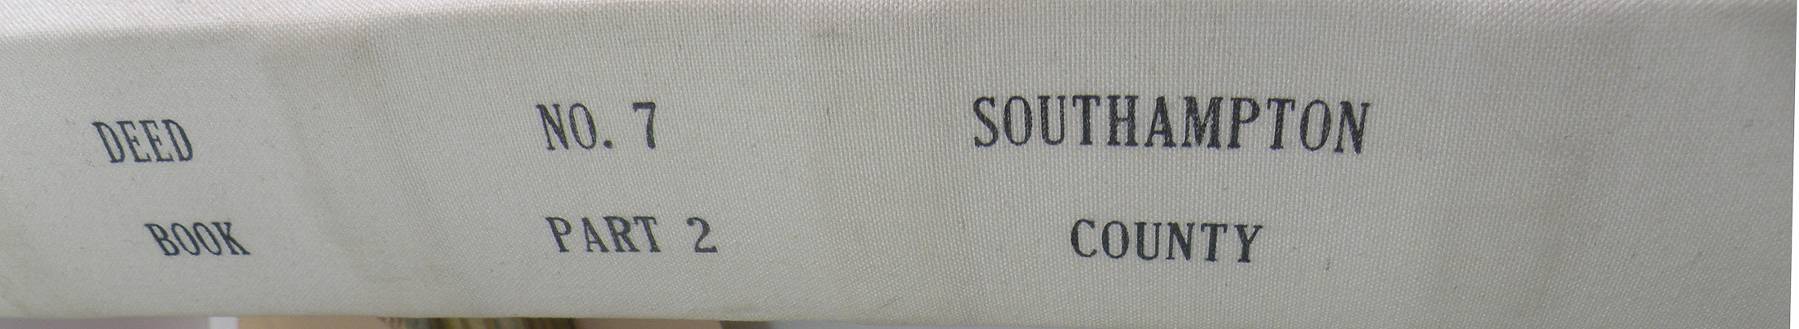 DEED
BOOK
NO. 7
PART 2
SOUTHAMPTON
COUNTY